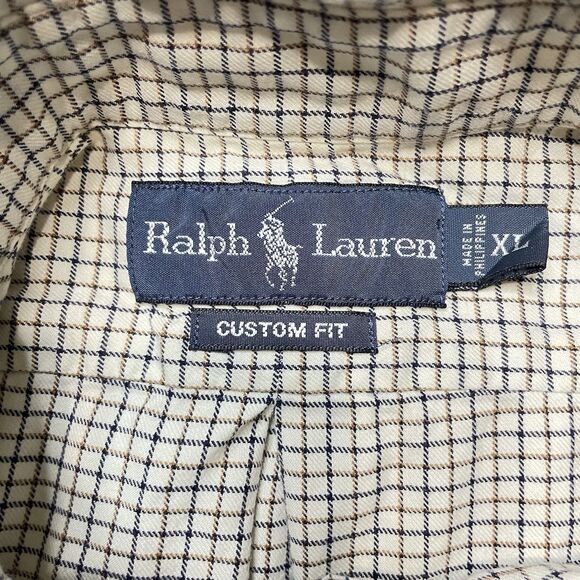 Ralph Lauren
MADE IN
PHILIPPINES
XL
CUSTOM FIT